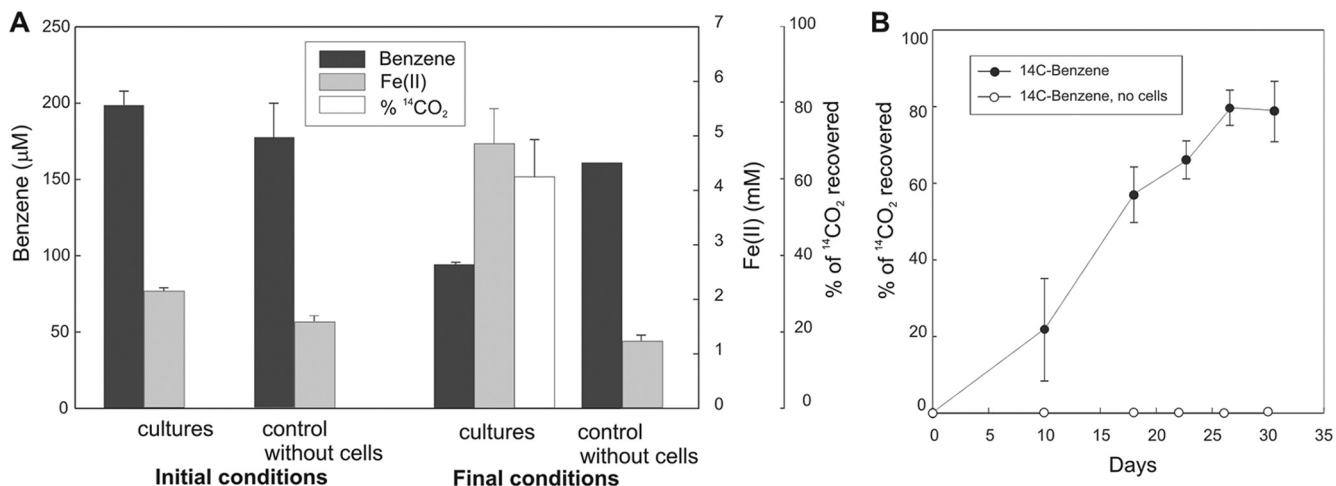 A
250
200
150
100
50
0
Benzene (μM)
Benzene
Fe(II)
% ¹⁴CO₂
cultures
control
without cells
Initial conditions
cultures
control
without cells
Final conditions
7
6
5
4
3
2
1
0
Fe(II) (mM)
100
80
60
40
20
0
% of ¹⁴CO₂ recovered
B
100
80
60
40
20
0
% of ¹⁴CO₂ recovered
14C-Benzene
14C-Benzene, no cells
0
5
10
15
20
25
30
35
Days